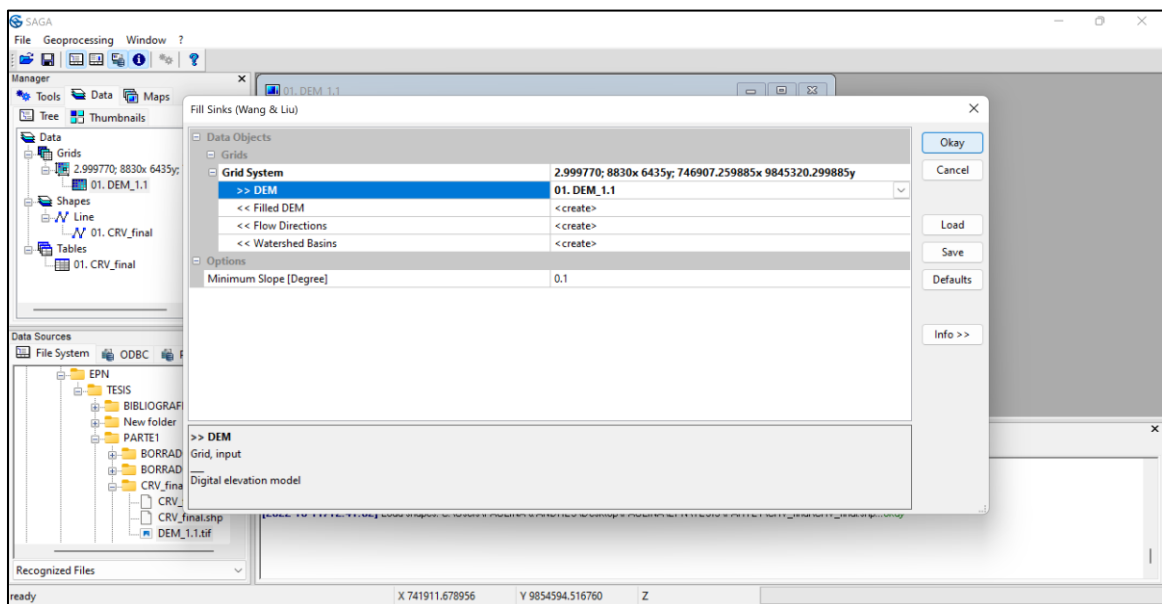 SAGA
File Geoprocessing Window ?
Manager
Tools Data Maps
Tree Thumbnails
Data
Grids
2.999770; 8830x 6435y;
01. DEM_1.1
Shapes
Line
01. CRV_final
Tables
01. CRV_final
Data Sources
File System ODBC
EPN
TESIS
BIBLIOGRAFI
New folder
PARTE1
BORRAD
BORRAD
CRV_fina
CRV_
CRV_final.shp
DEM_1.1.tif
Recognized Files
01. DEM_1.1
Fill Sinks (Wang & Liu)
Data Objects
Grids
Grid System 2.999770; 8830x 6435y; 746907.259885x 9845320.299885y
>> DEM 01. DEM_1.1
<< Filled DEM <create>
<< Flow Directions <create>
<< Watershed Basins <create>
Options
Minimum Slope [Degree] 0.1
Okay
Cancel
Load
Save
Defaults
Info >>
>> DEM
Grid, input
Digital elevation model
ready X 741911.678956 Y 9854594.516760 Z